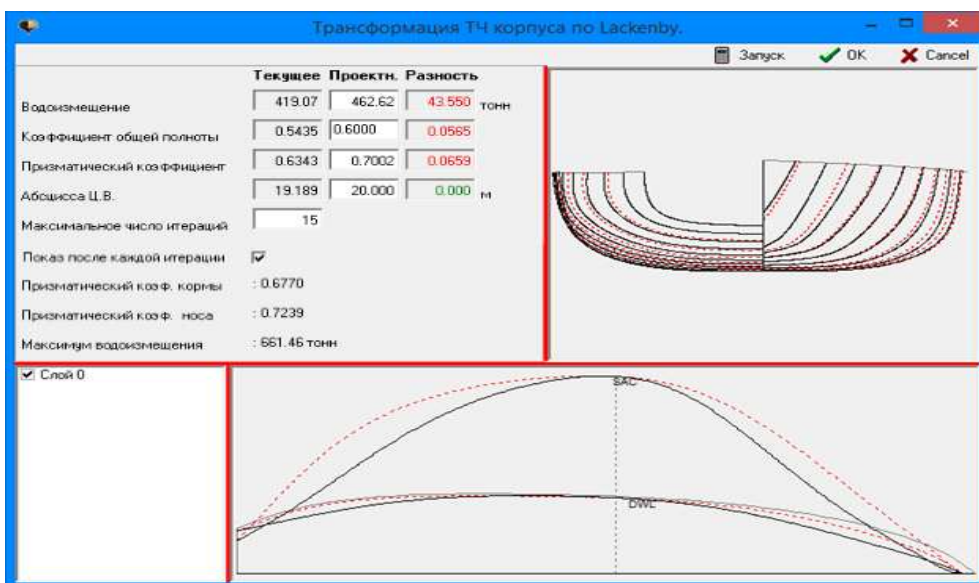 Трансформация ТЧ корпуса по Lackenby.
Запуск OK Cancel
Текущее Проектн. Разность
Водоизмещение 419.07 462.62 43.550 тонн
Коэффициент общей полноты 0.5435 0.6000 0.0565
Призматический коэффициент 0.6343 0.7002 0.0659
Абсцисса Ц.В. 19.189 20.000 0.000 м
Максимальное число итераций 15
Показ после каждой итерации
Призматический коэф. кормы : 0.6770
Призматический коэф. носа : 0.7239
Максимум водоизмещения : 661.46 тонн
Слой 0
SAC
DWL